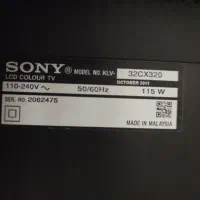 SONY®
LCD COLOUR TV
MODEL NO. KLV- 32CX320
OCTOBER 2011
110-240V ~ 50/60Hz 115 W
SER. NO. 2062475
MADE IN MALAYSIA